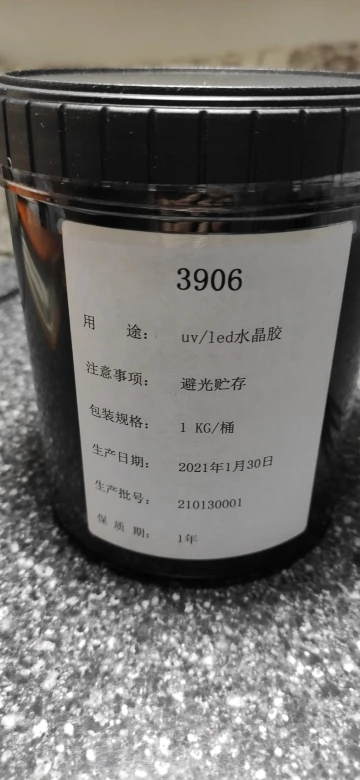 3906
用 途： uv/led水晶胶
注意事项： 避光贮存
包装规格： 1 KG/桶
生产日期： 2021年1月30日
生产批号： 210130001
保 质 期： 1年